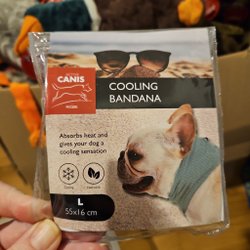 CANIS
COOLING
BANDANA
Absorbs heat and
gives your dog a
cooling sensation
L
55x16 cm